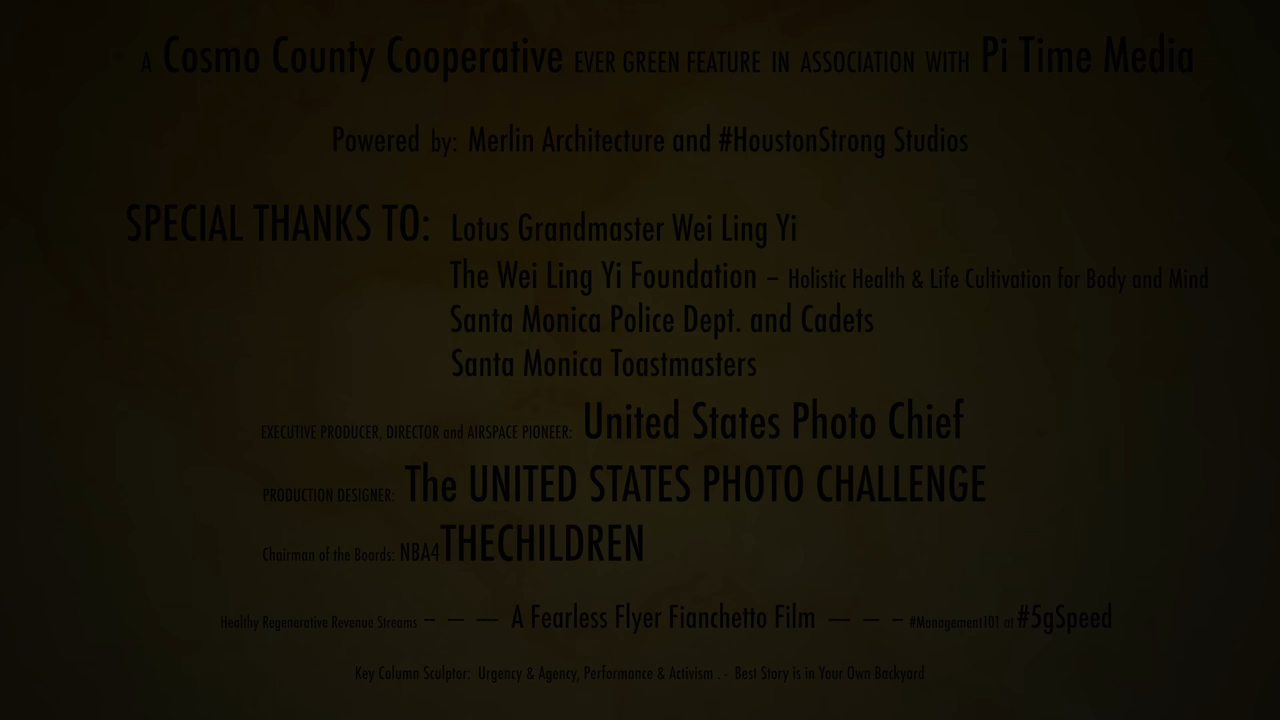 A Cosmo County Cooperative EVER GREEN FEATURE IN ASSOCIATION WITH Pi Time Media
Powered by: Merlin Architecture and #HoustonStrong Studios
SPECIAL THANKS TO: Lotus Grandmaster Wei Ling Yi
The Wei Ling Yi Foundation – Holistic Health & Life Cultivation for Body and Mind
Santa Monica Police Dept. and Cadets
Santa Monica Toastmasters
EXECUTIVE PRODUCER, DIRECTOR and AIRSPACE PIONEER: United States Photo Chief
PRODUCTION DESIGNER: The UNITED STATES PHOTO CHALLENGE
Chairman of the Boards: NBA4THECHILDREN
Healthy Regenerative Revenue Streams – — — A Fearless Flyer Fianchetto Film — – – #Management101 at #5gSpeed
Key Column Sculptor: Urgency & Agency, Performance & Activism . - Best Story is in Your Own Backyard